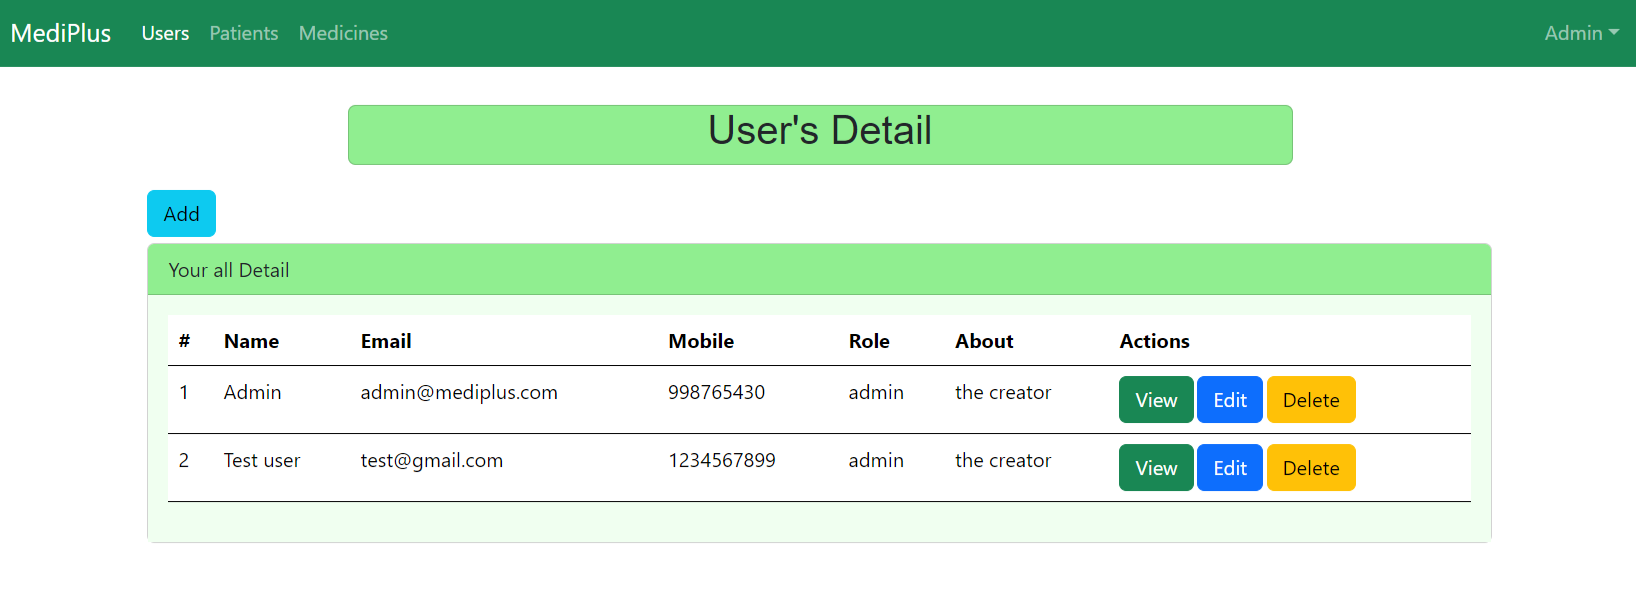 MediPlus Users Patients Medicines Admin
User's Detail
Add
Your all Detail
# Name Email Mobile Role About Actions
1 Admin admin@mediplus.com 998765430 admin the creator View Edit Delete
2 Test user test@gmail.com 1234567899 admin the creator View Edit Delete